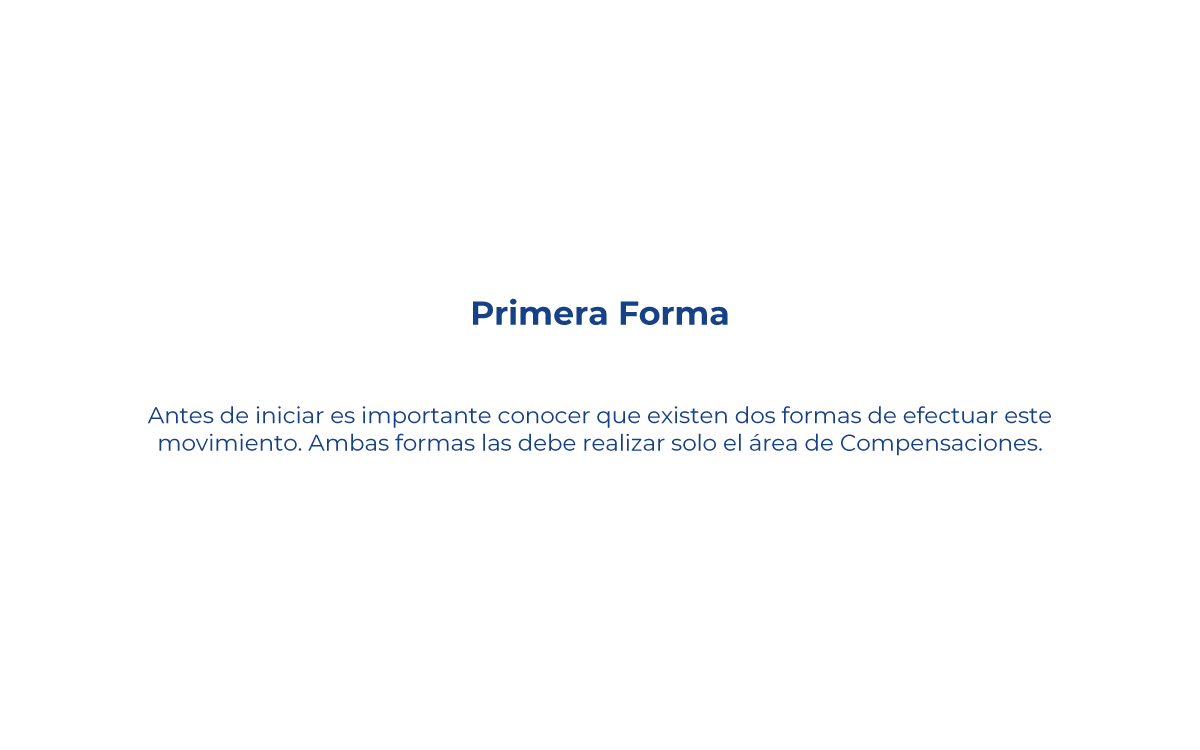 Primera Forma
Antes de iniciar es importante conocer que existen dos formas de efectuar este
movimiento. Ambas formas las debe realizar solo el área de Compensaciones.